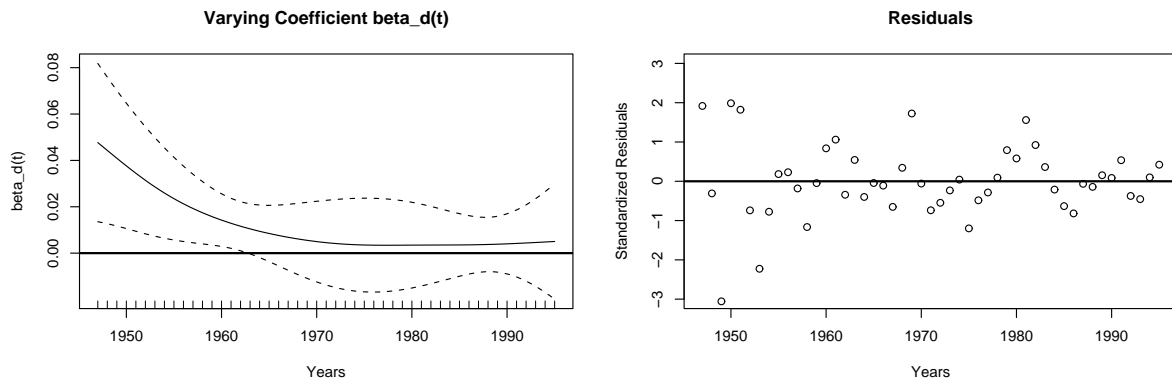 Varying Coefficient beta_d(t)
beta_d(t)
0.08
0.06
0.04
0.02
0.00
1950 1960 1970 1980 1990
Years
Residuals
Standardized Residuals
3
2
1
0
-1
-2
-3
1950 1960 1970 1980 1990
Years